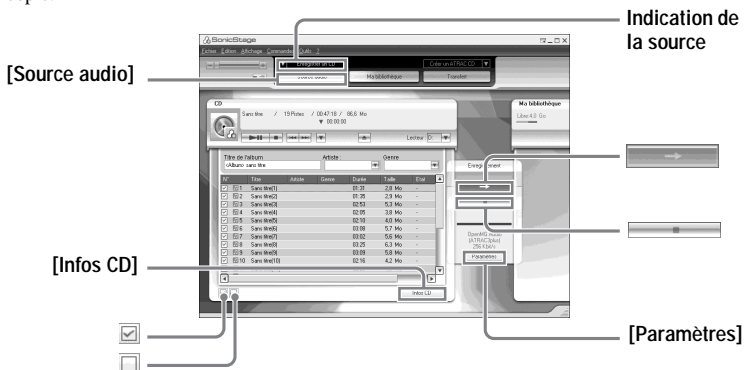 Indication de
la source
[Source audio]
SonicStage
Fichier Edition Affichage Commandes Outils ?
Enregistrer un CD
Créer un ATRAC CD
Source audio
Ma bibliothèque
Transfert
CD
Sans titre / 19 Pistes / 00:47:18 / 86,6 Mo
00:00:00
Lecteur D:
Ma bibliothèque
Libre:4,0 Go
Titre de l'album
Artiste :
Genre
<Album> sans titre
Enregistrement
N° Titre Artiste Genre Durée Taille Etat
1 Sans titre(1) 01:31 2,8 Mo -
2 Sans titre(2) 01:35 2,9 Mo -
3 Sans titre(3) 02:53 5,3 Mo -
4 Sans titre(4) 02:05 3,8 Mo -
5 Sans titre(5) 02:10 4,0 Mo -
6 Sans titre(6) 03:08 5,7 Mo -
7 Sans titre(7) 03:02 5,6 Mo -
8 Sans titre(8) 03:25 6,3 Mo -
9 Sans titre(9) 03:09 5,8 Mo -
10 Sans titre(10) 02:16 4,2 Mo -
OpenMG Audio
(ATRAC3plus)
256 Kbit/s
Paramètres
Infos CD
[Infos CD]
[Paramètres]